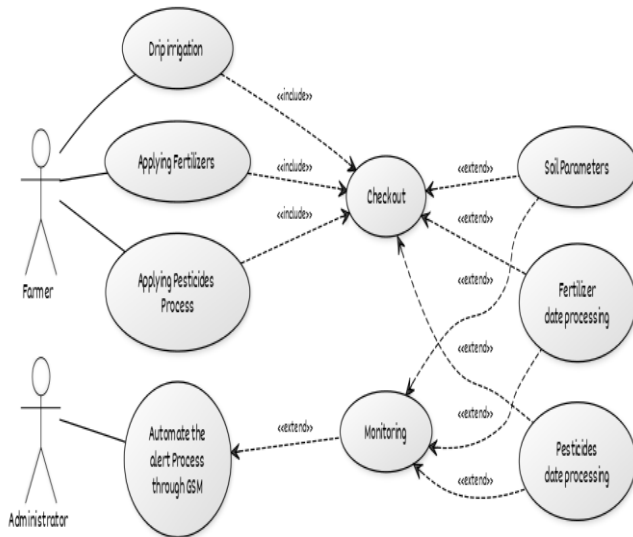 Drip irrigation
«include»
Applying Fertilizers
«include»
Checkout
«extend»
Soil Parameters
«include»
«extend»
Applying Pesticides
Process
Farmer
«extend»
Fertilizer
date processing
«extend»
Automate the
alert Process
through GSM
«extend»
Monitoring
«extend»
Pesticides
date processing
«extend»
Administrator